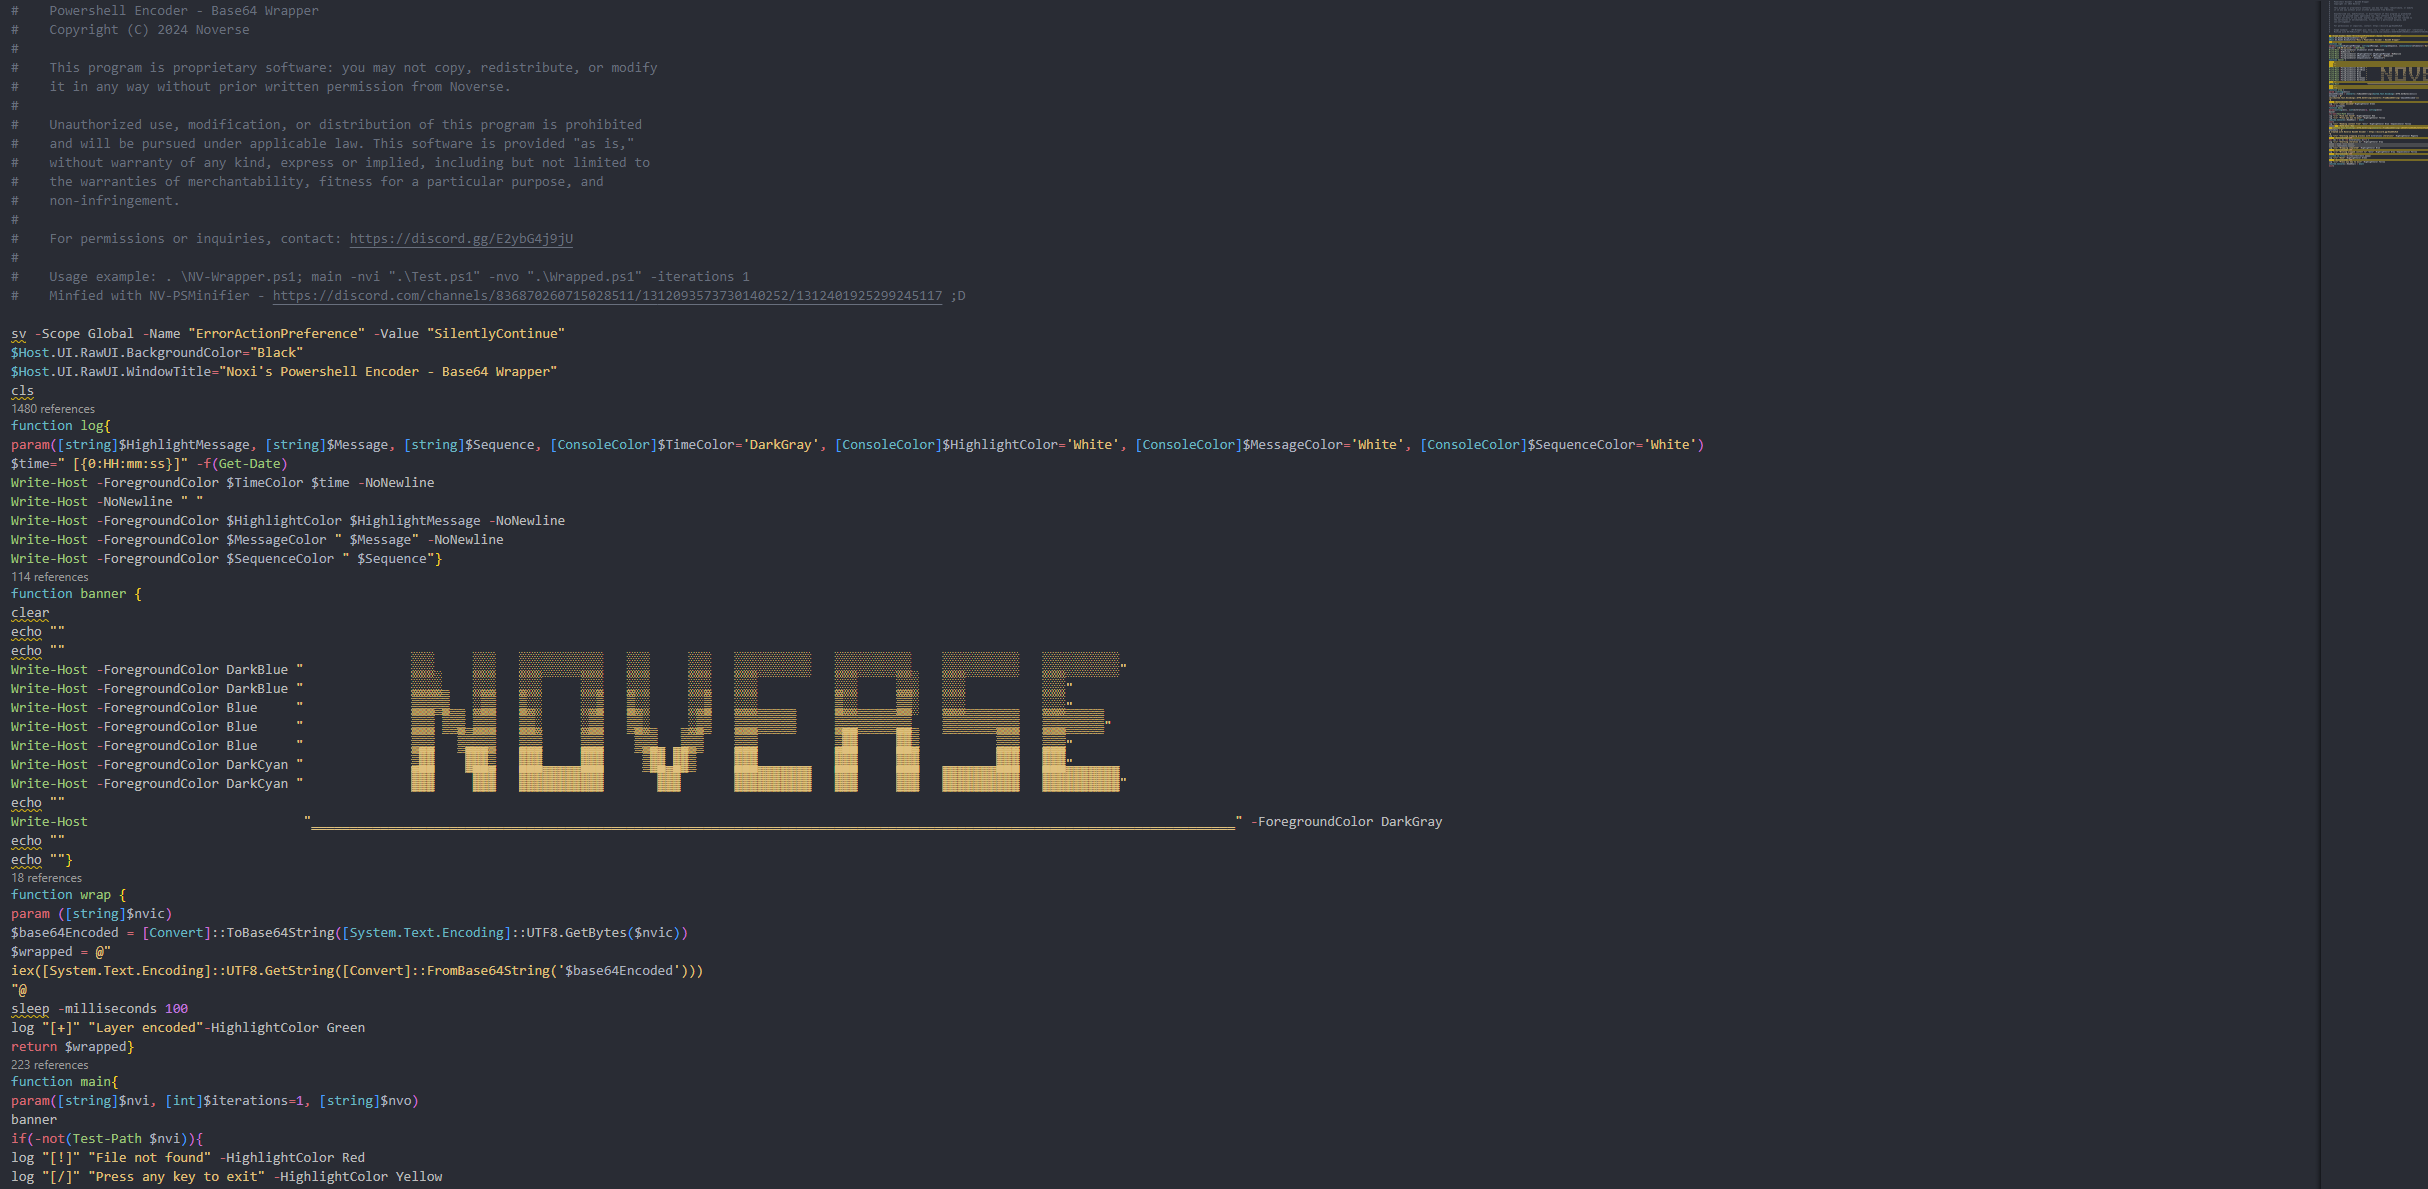 #    Powershell Encoder - Base64 Wrapper
#    Copyright (C) 2024 Noverse
#
#    This program is proprietary software: you may not copy, redistribute, or modify
#    it in any way without prior written permission from Noverse.
#
#    Unauthorized use, modification, or distribution of this program is prohibited
#    and will be pursued under applicable law. This software is provided "as is,"
#    without warranty of any kind, express or implied, including but not limited to
#    the warranties of merchantability, fitness for a particular purpose, and
#    non-infringement.
#
#    For permissions or inquiries, contact: https://discord.gg/E2ybG4j9jU
#
#    Usage example: . \NV-Wrapper.ps1; main -nvi ".\Test.ps1" -nvo ".\Wrapped.ps1" -iterations 1
#    Minfied with NV-PSMinifier - https://discord.com/channels/836870260715028511/1312093573730140252/1312401925299245117 ;D
sv -Scope Global -Name "ErrorActionPreference" -Value "SilentlyContinue"
$Host.UI.RawUI.BackgroundColor="Black"
$Host.UI.RawUI.WindowTitle="Noxi's Powershell Encoder - Base64 Wrapper"
cls
1480 references
function log{
param([string]$HighlightMessage, [string]$Message, [string]$Sequence, [ConsoleColor]$TimeColor='DarkGray', [ConsoleColor]$HighlightColor='White', [ConsoleColor]$MessageColor='White', [ConsoleColor]$SequenceColor='White')
$time=" [{0:HH:mm:ss}]" -f(Get-Date)
Write-Host -ForegroundColor $TimeColor $time -NoNewline
Write-Host -NoNewline " "
Write-Host -ForegroundColor $HighlightColor $HighlightMessage -NoNewline
Write-Host -ForegroundColor $MessageColor " $Message" -NoNewline
Write-Host -ForegroundColor $SequenceColor " $Sequence"}
114 references
function banner {
clear
echo ""
echo ""
Write-Host -ForegroundColor DarkBlue " "
Write-Host -ForegroundColor DarkBlue " "
Write-Host -ForegroundColor Blue     " "
Write-Host -ForegroundColor Blue     " "
Write-Host -ForegroundColor Blue     " "
Write-Host -ForegroundColor DarkCyan " "
Write-Host -ForegroundColor DarkCyan " "
NOVERSE
echo ""
Write-Host                            "" -ForegroundColor DarkGray
echo ""
echo ""}
18 references
function wrap {
param ([string]$nvic)
$base64Encoded = [Convert]::ToBase64String([System.Text.Encoding]::UTF8.GetBytes($nvic))
$wrapped = @"
iex([System.Text.Encoding]::UTF8.GetString([Convert]::FromBase64String('$base64Encoded')))
"@
sleep -milliseconds 100
log "[+]" "Layer encoded"-HighlightColor Green
return $wrapped}
223 references
function main{
param([string]$nvi, [int]$iterations=1, [string]$nvo)
banner
if(-not(Test-Path $nvi)){
log "[!]" "File not found" -HighlightColor Red
log "[/]" "Press any key to exit" -HighlightColor Yellow